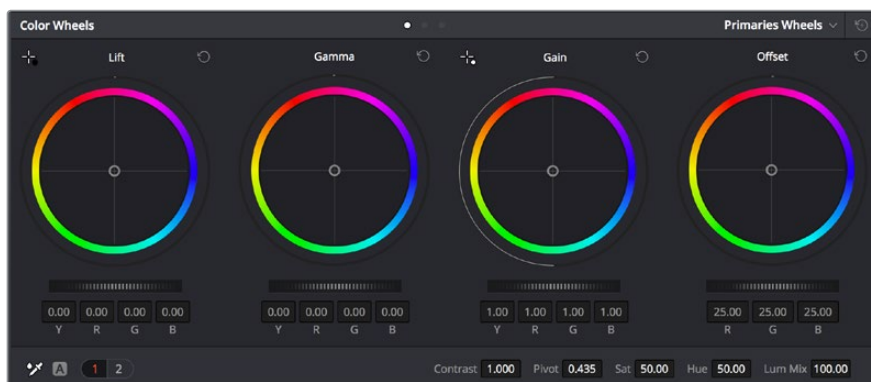 Color Wheels Primaries Wheels
Lift Gamma Gain Offset
0.00 0.00 0.00 0.00 0.00 0.00 0.00 0.00 1.00 1.00 1.00 1.00 25.00 25.00 25.00
Y R G B Y R G B Y R G B R G B
A 1 2 Contrast 1.000 Pivot 0.435 Sat 50.00 Hue 50.00 Lum Mix 100.00